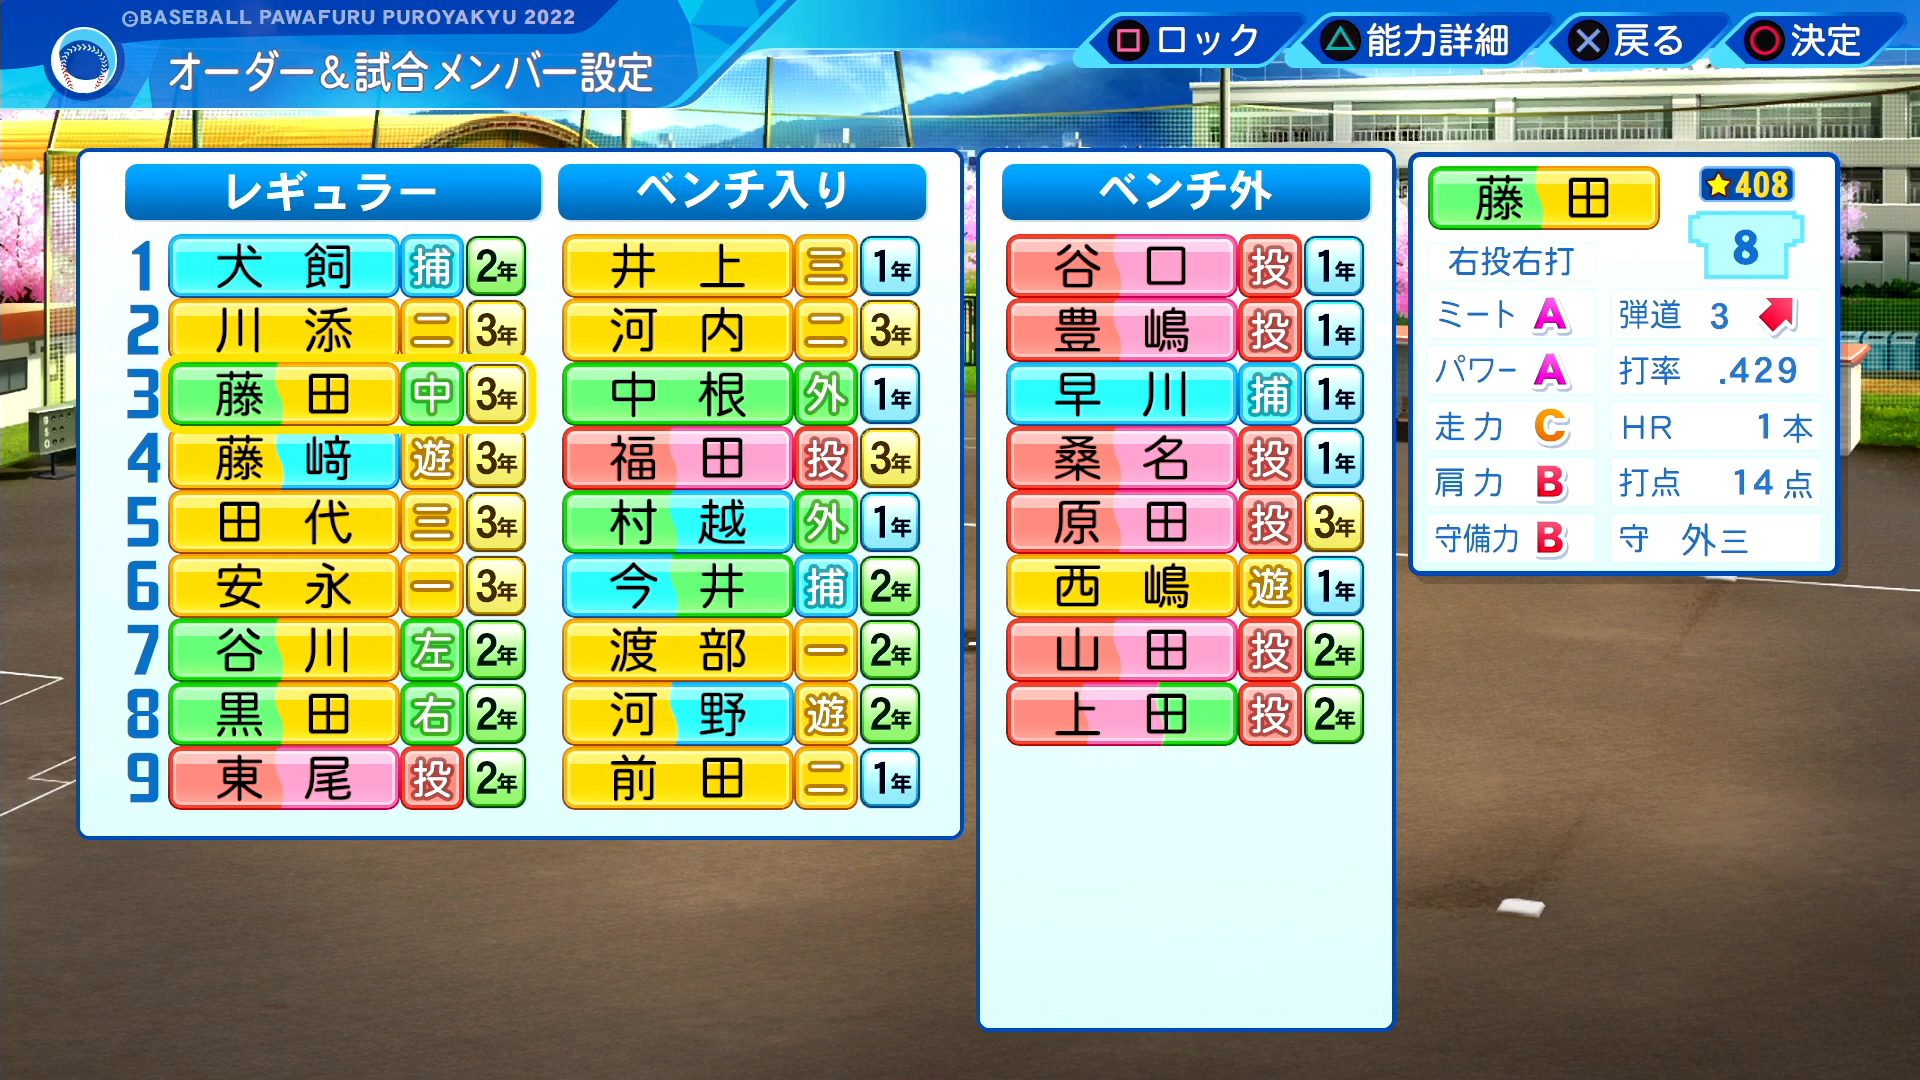 ©BASEBALL PAWAFURU PUROYAKYU 2022
オーダー&試合メンバー設定
ロック 能力詳細 戻る 決定
レギュラー
1 犬飼 捕 2年
2 川添 二 3年
3 藤田 中 3年
4 藤﨑 遊 3年
5 田代 三 3年
6 安永 一 3年
7 谷川 左 2年
8 黒田 右 2年
9 東尾 投 2年
ベンチ入り
井上 三 1年
河内 二 3年
中根 外 1年
福田 投 3年
村越 外 1年
今井 捕 2年
渡部 一 2年
河野 遊 2年
前田 二 1年
ベンチ外
谷口 投 1年
豊嶋 投 1年
早川 捕 1年
桑名 投 1年
原田 投 3年
西嶋 遊 1年
山田 投 2年
上田 投 2年
藤田 ★408
右投右打 8
ミート A 弾道 3
パワー A 打率 .429
走力 C HR 1本
肩力 B 打点 14点
守備力 B 守 外三